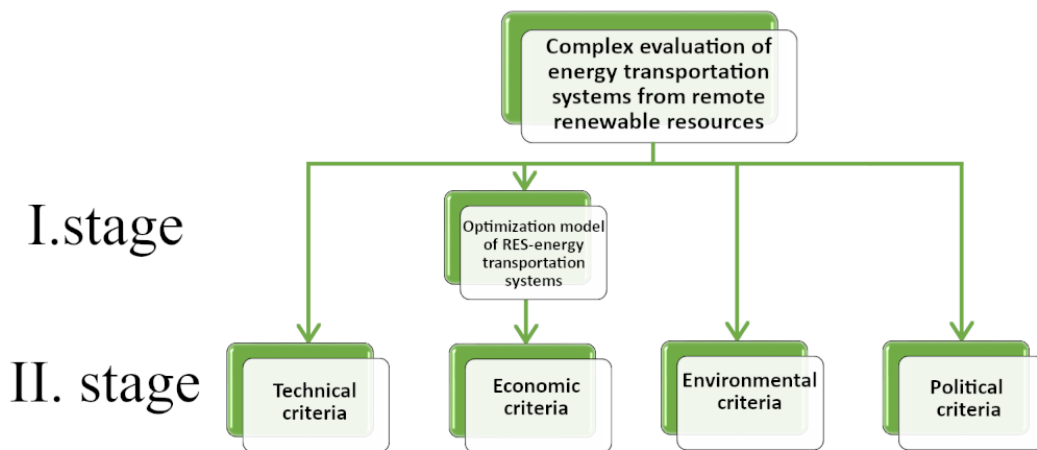 Complex evaluation of
energy transportation
systems from remote
renewable resources
I.stage
Optimization model
of RES-energy
transportation
systems
II. stage
Technical
criteria
Economic
criteria
Environmental
criteria
Political
criteria